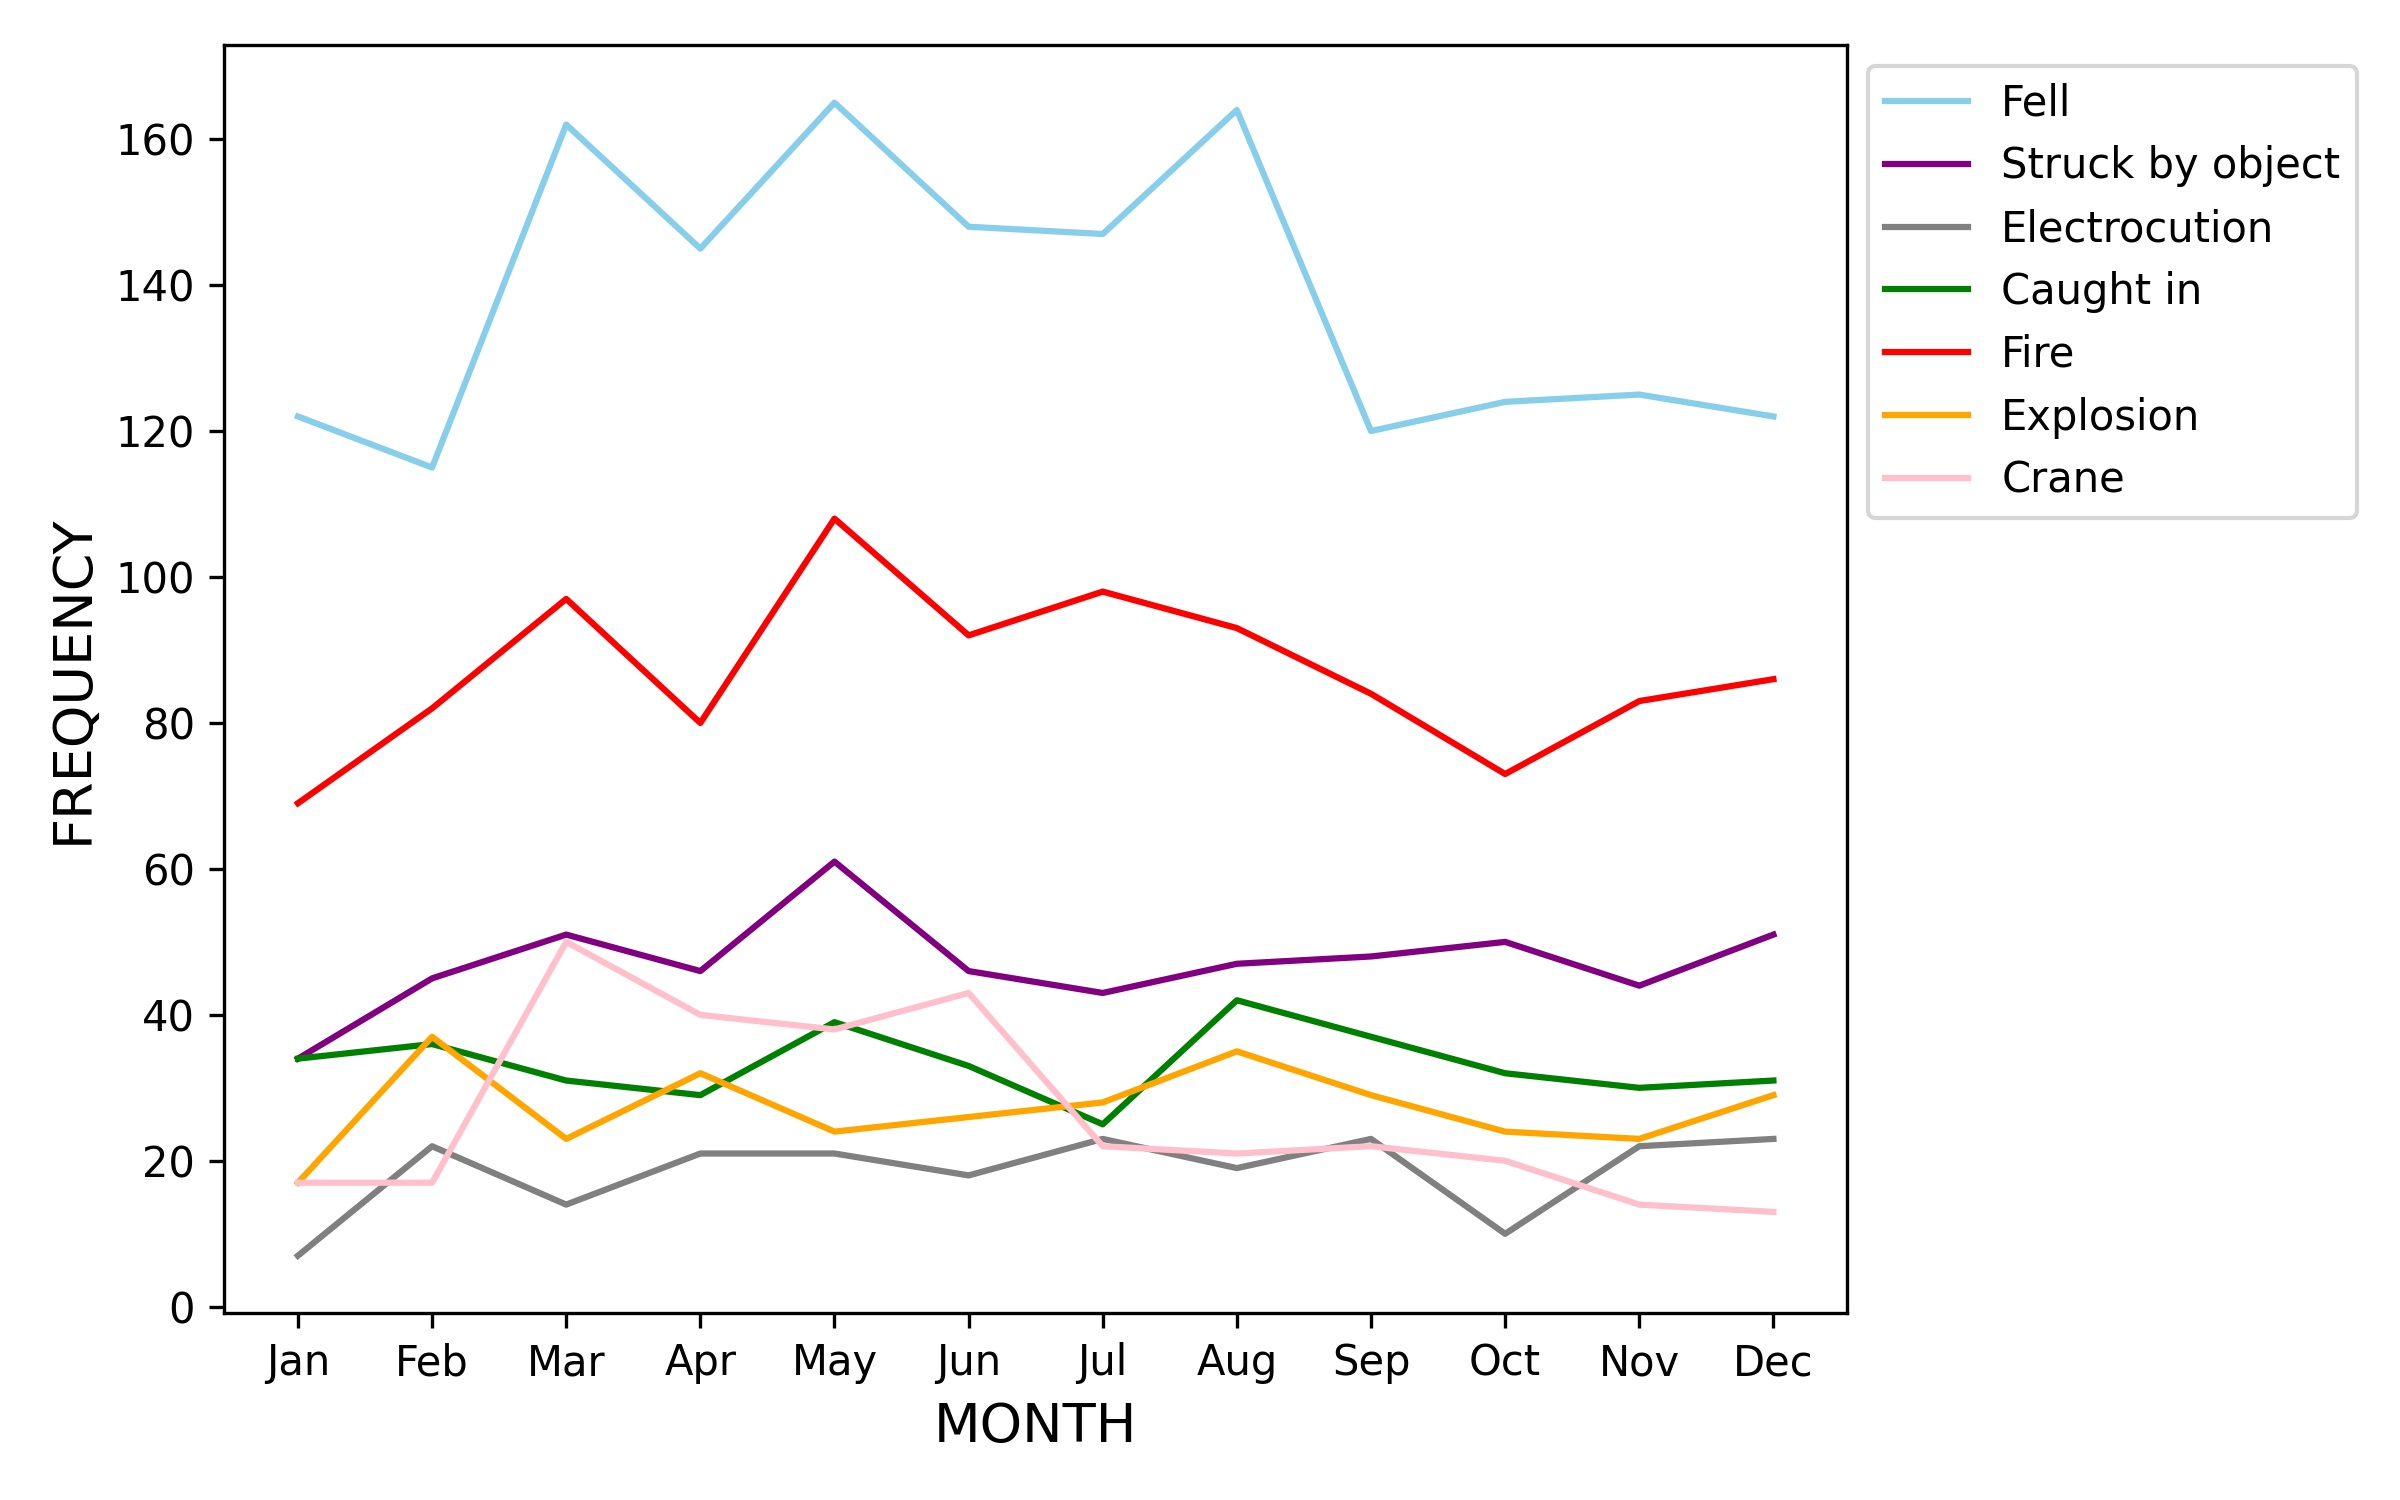 FREQUENCY
160
140
120
100
80
60
40
20
0
Jan Feb Mar Apr May Jun Jul Aug Sep Oct Nov Dec
MONTH
Fell
Struck by object
Electrocution
Caught in
Fire
Explosion
Crane